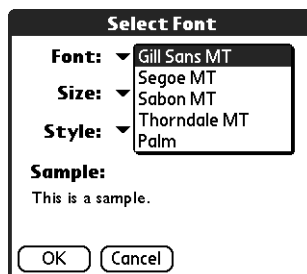 Select Font
Font: Gill Sans MT
Segoe MT
Size:
Sabon MT
Thorndale MT
Style:
Palm
Sample:
This is a sample.
OK Cancel